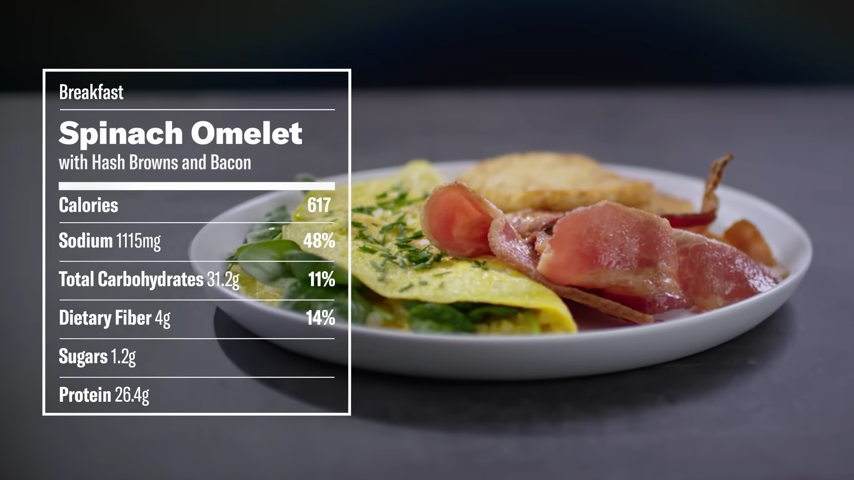 Breakfast
Spinach Omelet
with Hash Browns and Bacon
Calories 617
Sodium 1115mg 48%
Total Carbohydrates 31.2g 11%
Dietary Fiber 4g 14%
Sugars 1.2g
Protein 26.4g